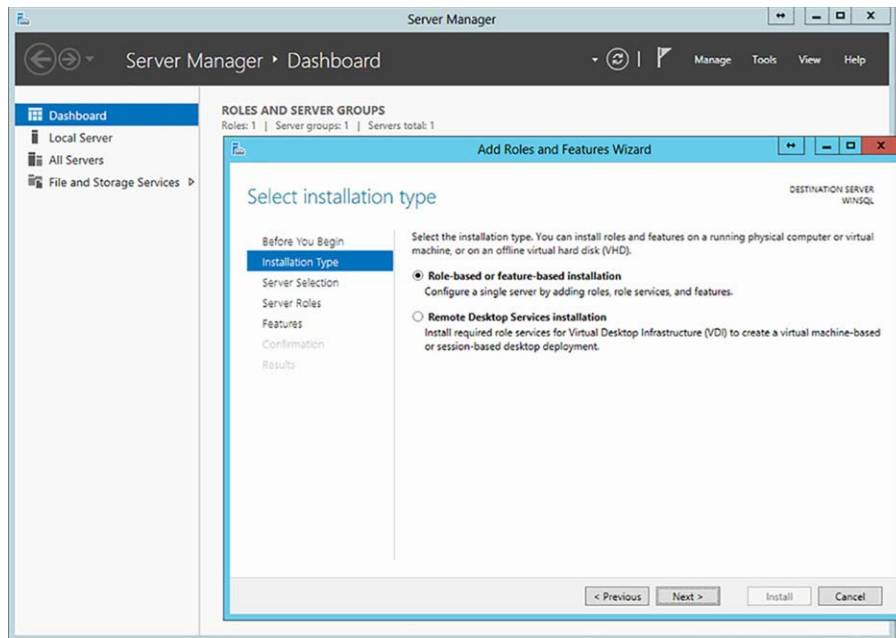 Server Manager
Server Manager • Dashboard
Manage Tools View Help
Dashboard
Local Server
All Servers
File and Storage Services
ROLES AND SERVER GROUPS
Roles: 1 | Server groups: 1 | Servers total: 1
Add Roles and Features Wizard
Select installation type
DESTINATION SERVER
WINSQL
Before You Begin
Installation Type
Server Selection
Server Roles
Features
Confirmation
Results
Select the installation type. You can install roles and features on a running physical computer or virtual
machine, or on an offline virtual hard disk (VHD).
Role-based or feature-based installation
Configure a single server by adding roles, role services, and features.
Remote Desktop Services installation
Install required role services for Virtual Desktop Infrastructure (VDI) to create a virtual machine-based
or session-based desktop deployment.
< Previous Next > Install Cancel